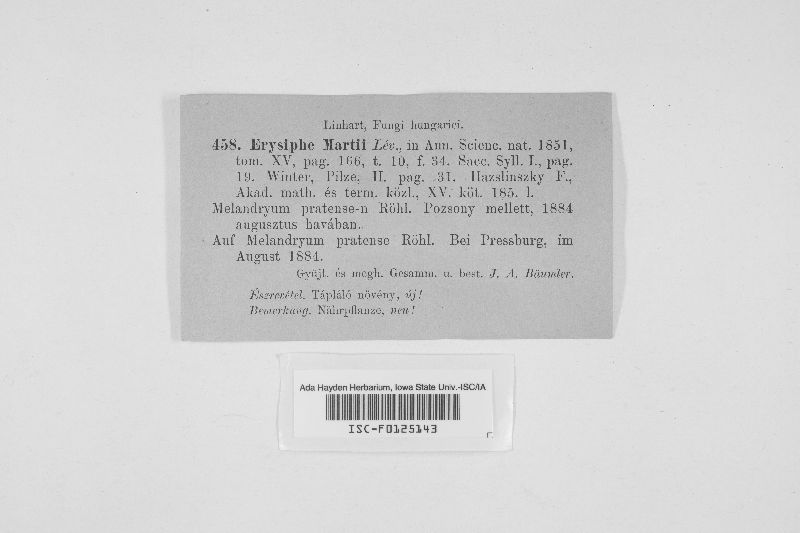 Linhart, Fungi hungarici.
458. Erysiphe Martii Lév., in Ann. Scienc. nat. 1851,
tom. XV, pag. 166, t. 10, f. 34. Sacc. Syll. I., pag.
19. Winter, Pilze, II. pag. 31. Hazslinszky F.,
Akad. math. és term. közl., XV. köt. 185. l.
Melandryum pratense-n Röhl. Pozsony mellett, 1884
augusztus havában.
Auf Melandryum pratense Röhl. Bei Pressburg, im
August 1884.
Gyüjt. és megh. Gesamm. u. best. J. A. Bäumler.
Észrevétel. Tápláló növény, új!
Bemerkung. Nährpflanze, neu!
Ada Hayden Herbarium, Iowa State Univ.-ISC/IA
ISC-F0125143